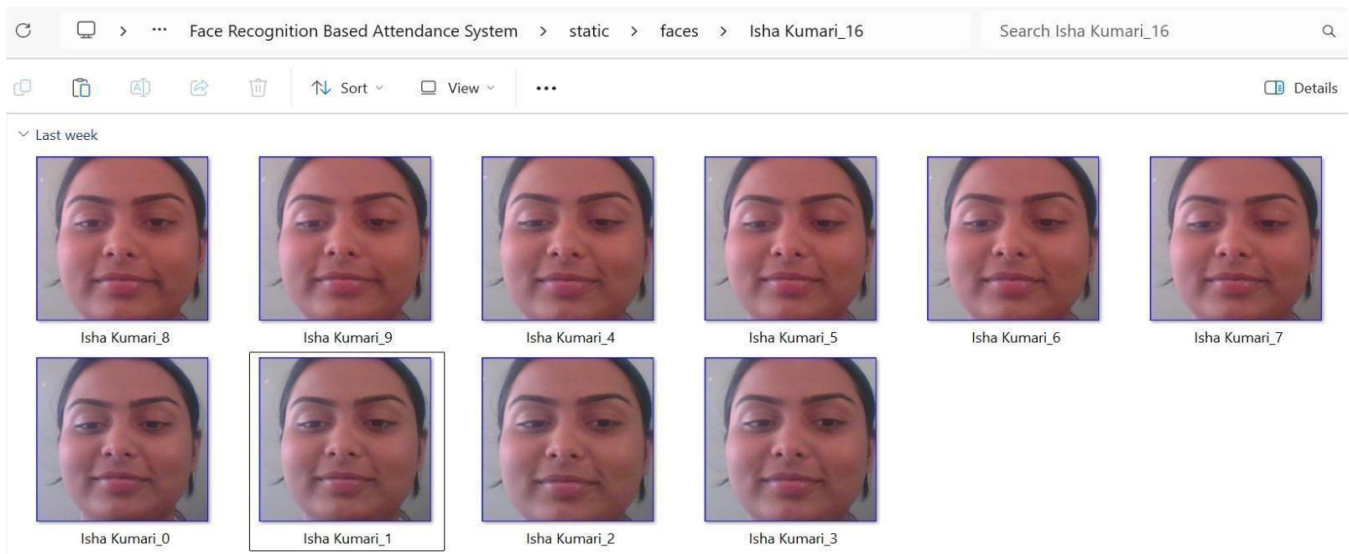 > ... Face Recognition Based Attendance System > static > faces > Isha Kumari_16 Search Isha Kumari_16
Sort View ... Details
Last week
Isha Kumari_8 Isha Kumari_9 Isha Kumari_4 Isha Kumari_5 Isha Kumari_6 Isha Kumari_7
Isha Kumari_0 Isha Kumari_1 Isha Kumari_2 Isha Kumari_3